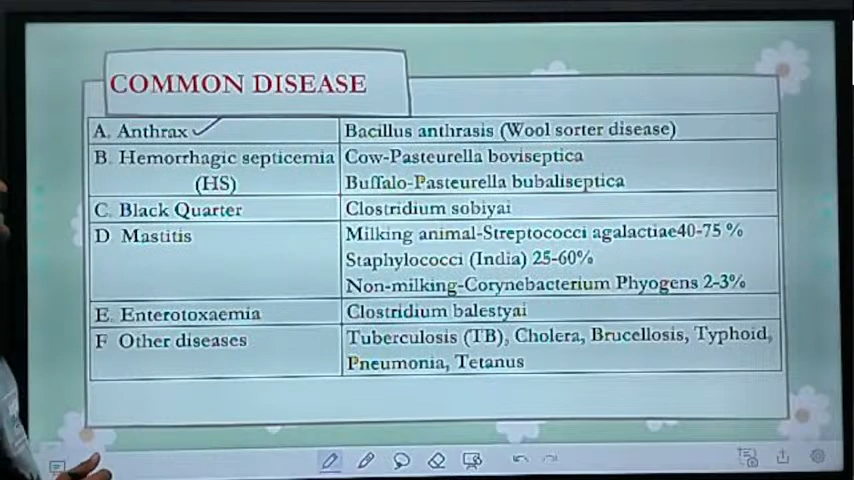 COMMON DISEASE
A. Anthrax
Bacillus anthrasis (Wool sorter disease)
B. Hemorrhagic septicemia (HS)
Cow-Pasteurella boviseptica
Buffalo-Pasteurella bubaliseptica
C. Black Quarter
Clostridium sobiyai
D Mastitis
Milking animal-Streptococci agalactiae40-75 %
Staphylococci (India) 25-60%
Non-milking-Corynebacterium Phyogens 2-3%
E. Enterotoxaemia
Clostridium balestyai
F Other diseases
Tuberculosis (TB), Cholera, Brucellosis, Typhoid,
Pneumonia, Tetanus